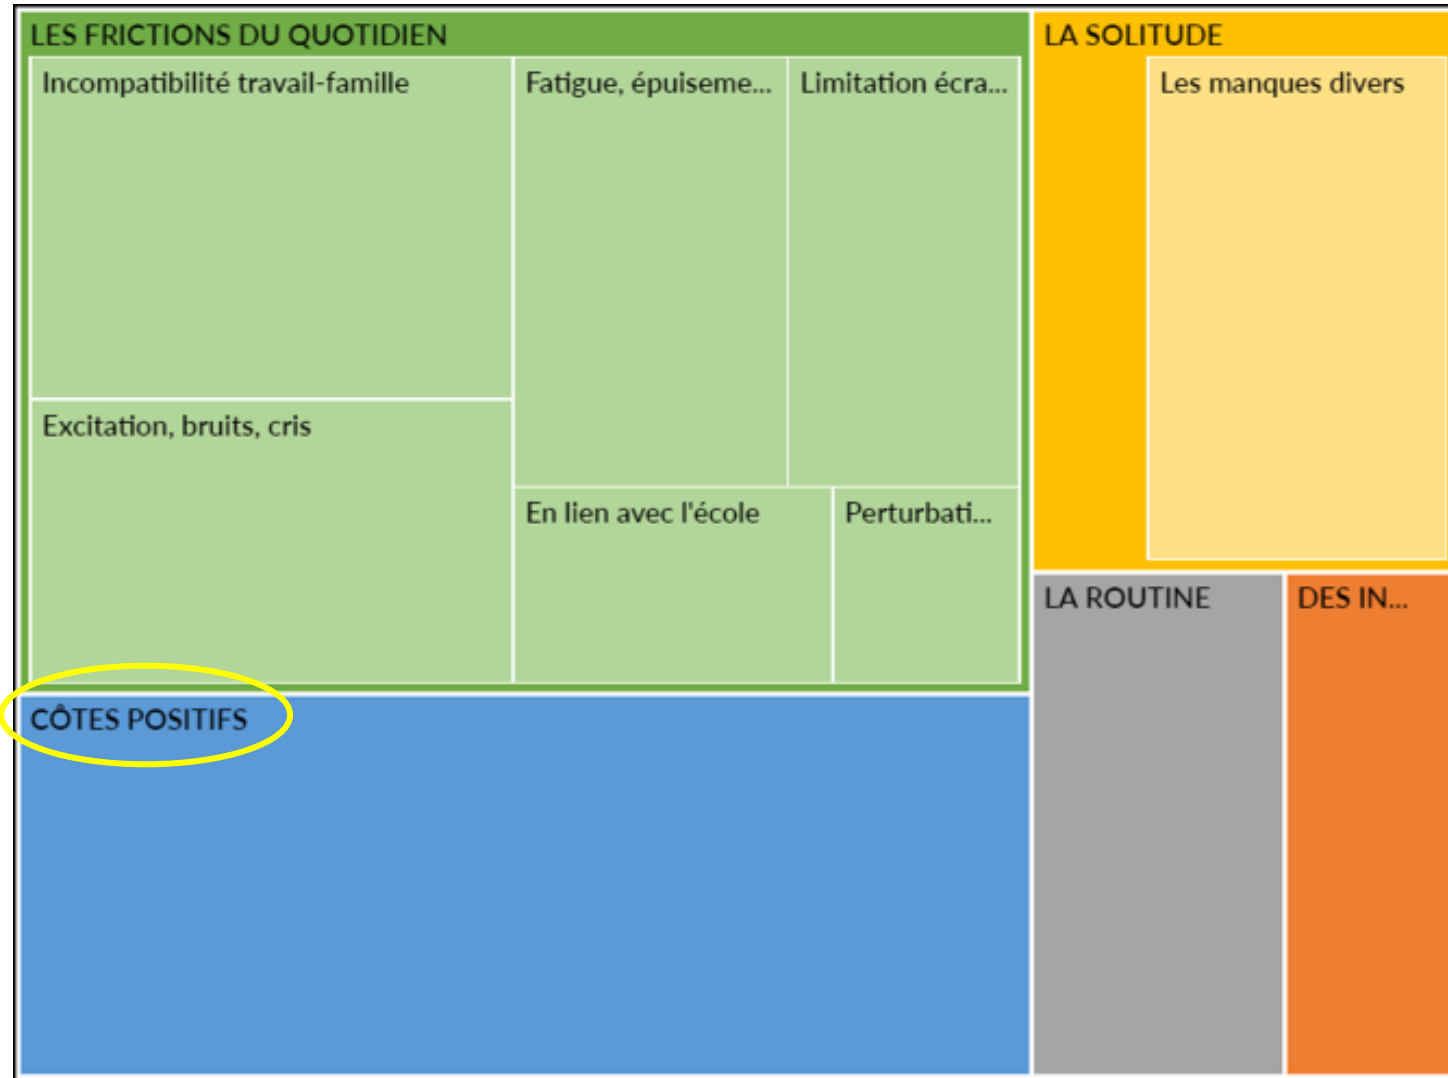 LES FRICTIONS DU QUOTIDIEN
Incompatibilité travail-famille
Fatigue, épuiseme...
Limitation écra...
Excitation, bruits, cris
En lien avec l'école
Perturbati...
LA SOLITUDE
Les manques divers
CÔTES POSITIFS
LA ROUTINE
DES IN...